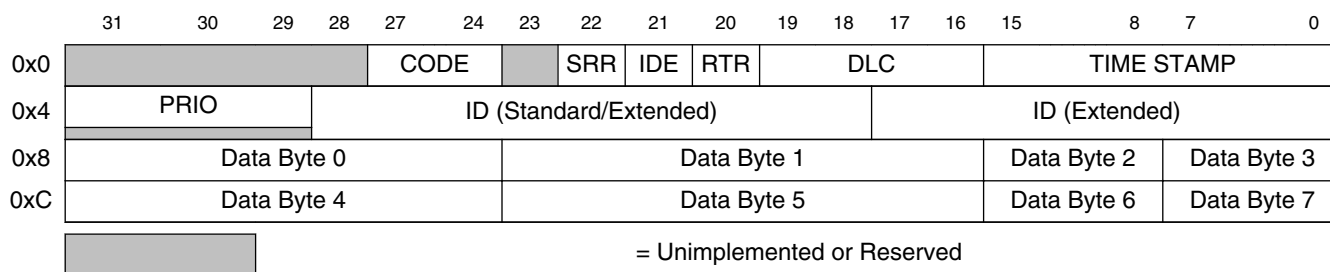 31 30 29 28 27 24 23 22 21 20 19 18 17 16 15 8 7 0
0x0 CODE SRR IDE RTR DLC TIME STAMP
0x4 PRIO ID (Standard/Extended) ID (Extended)
0x8 Data Byte 0 Data Byte 1 Data Byte 2 Data Byte 3
0xC Data Byte 4 Data Byte 5 Data Byte 6 Data Byte 7
= Unimplemented or Reserved